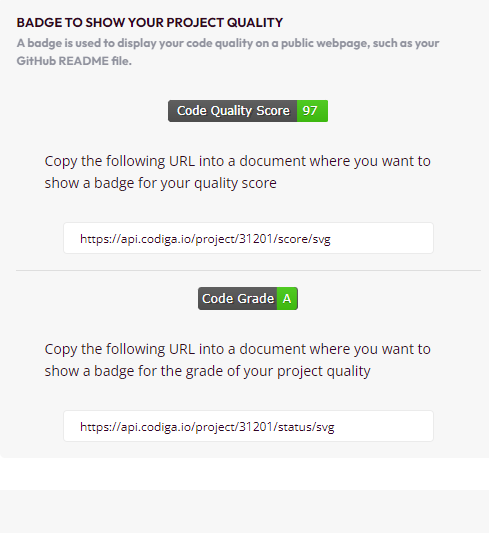 BADGE TO SHOW YOUR PROJECT QUALITY
A badge is used to display your code quality on a public webpage, such as your
GitHub README file.
Code Quality Score 97
Copy the following URL into a document where you want to
show a badge for your quality score
https://api.codiga.io/project/31201/score/svg
Code Grade A
Copy the following URL into a document where you want to
show a badge for the grade of your project quality
https://api.codiga.io/project/31201/status/svg